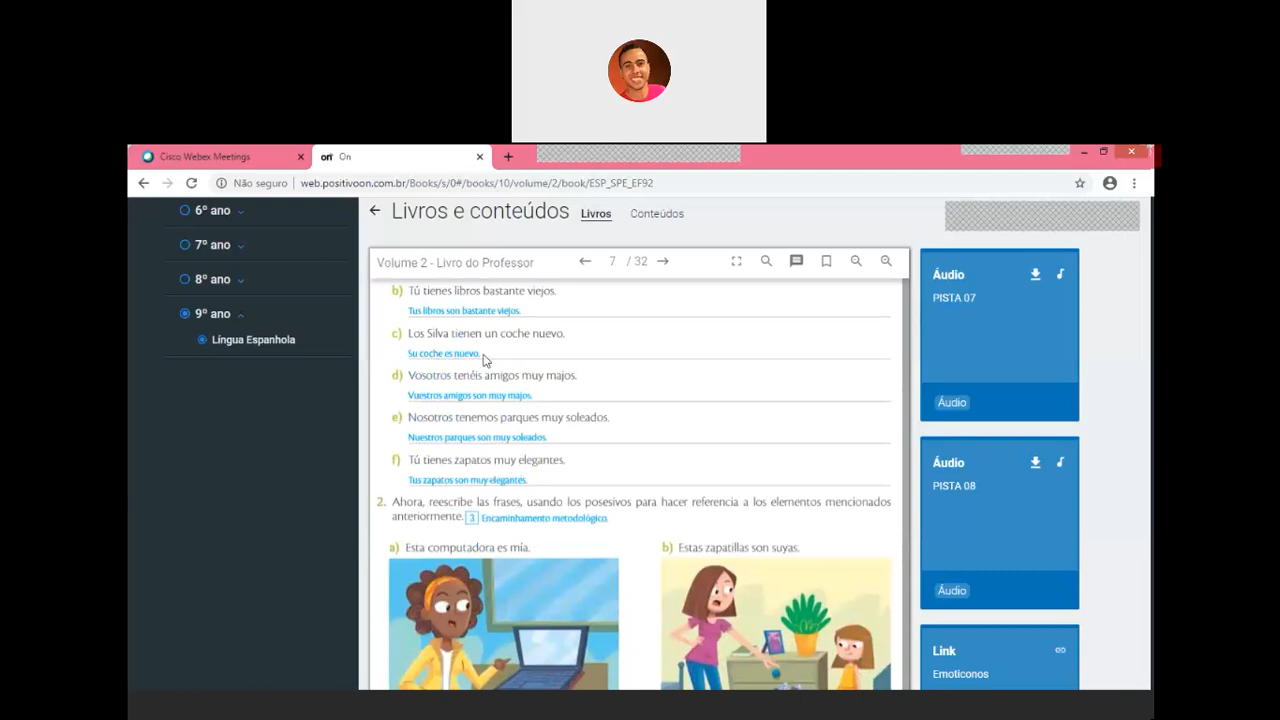 Cisco Webex Meetings
on
On
Não seguro
web.positivoon.com.br/Books/s/0#/books/10/volume/2/book/ESP_SPE_EF92
6º ano
7º ano
8º ano
9º ano
Língua Espanhola
Livros e conteúdos
Livros
Conteúdos
Volume 2 - Livro do Professor
7 / 32
b) Tú tienes libros bastante viejos.
Tus libros son bastante viejos.
c) Los Silva tienen un coche nuevo.
Su coche es nuevo.
d) Vosotros tenéis amigos muy majos.
Vuestros amigos son muy majos.
e) Nosotros tenemos parques muy soleados.
Nuestros parques son muy soleados.
f) Tú tienes zapatos muy elegantes.
Tus zapatos son muy elegantes.
2. Ahora, reescribe las frases, usando los posesivos para hacer referencia a los elementos mencionados
anteriormente. 3 Encaminhamento metodológico.
a) Esta computadora es mía.
b) Estas zapatillas son suyas.
Áudio
PISTA 07
Áudio
Áudio
PISTA 08
Áudio
Link
Emoticonos